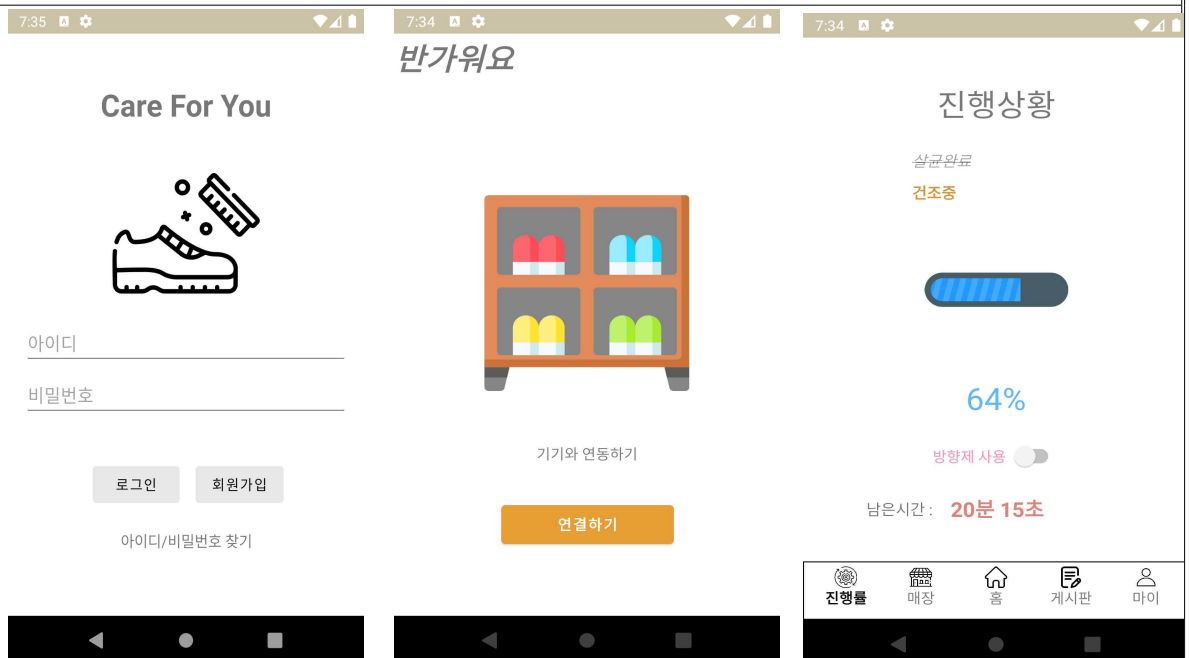 7:35
Care For You
아이디
비밀번호
로그인 회원가입
아이디/비밀번호 찾기
7:34
반가워요
기기와 연동하기
연결하기
7:34
진행상황
살균완료
건조중
64%
방향제 사용
남은시간 : 20분 15초
진행률 매장 홈 게시판 마이